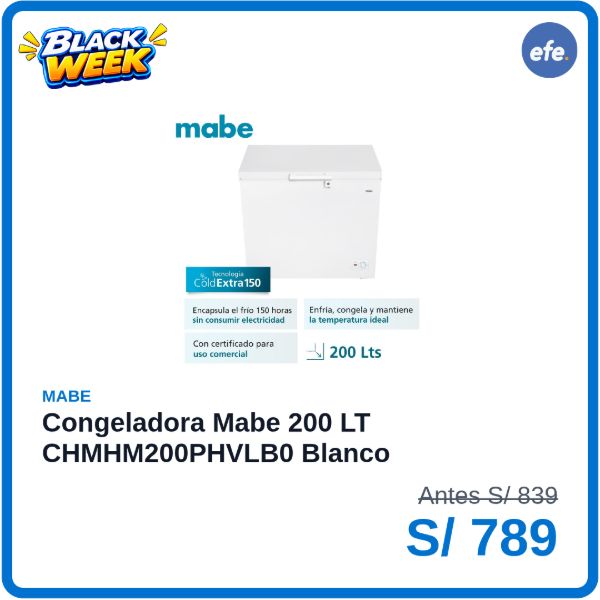 BLACK
WEEK
efe.
mabe
Tecnología
ColdExtra150
Encapsula el frío 150 horas
sin consumir electricidad
Enfría, congela y mantiene
la temperatura ideal
Con certificado para
uso comercial
200 Lts
MABE
Congeladora Mabe 200 LT
CHMHM200PHVLB0 Blanco
Antes S/ 839
S/ 789